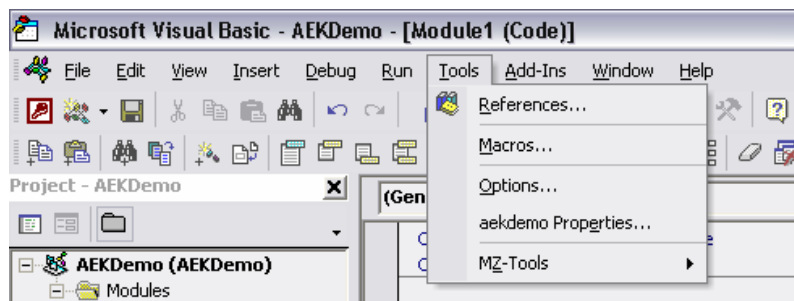 Microsoft Visual Basic - AEKDemo - [Module1 (Code)]
File Edit View Insert Debug Run Tools Add-Ins Window Help
References...
Macros...
Project - AEKDemo
(Gen
Options...
aekdemo Properties...
AEKDemo (AEKDemo)
MZ-Tools
Modules